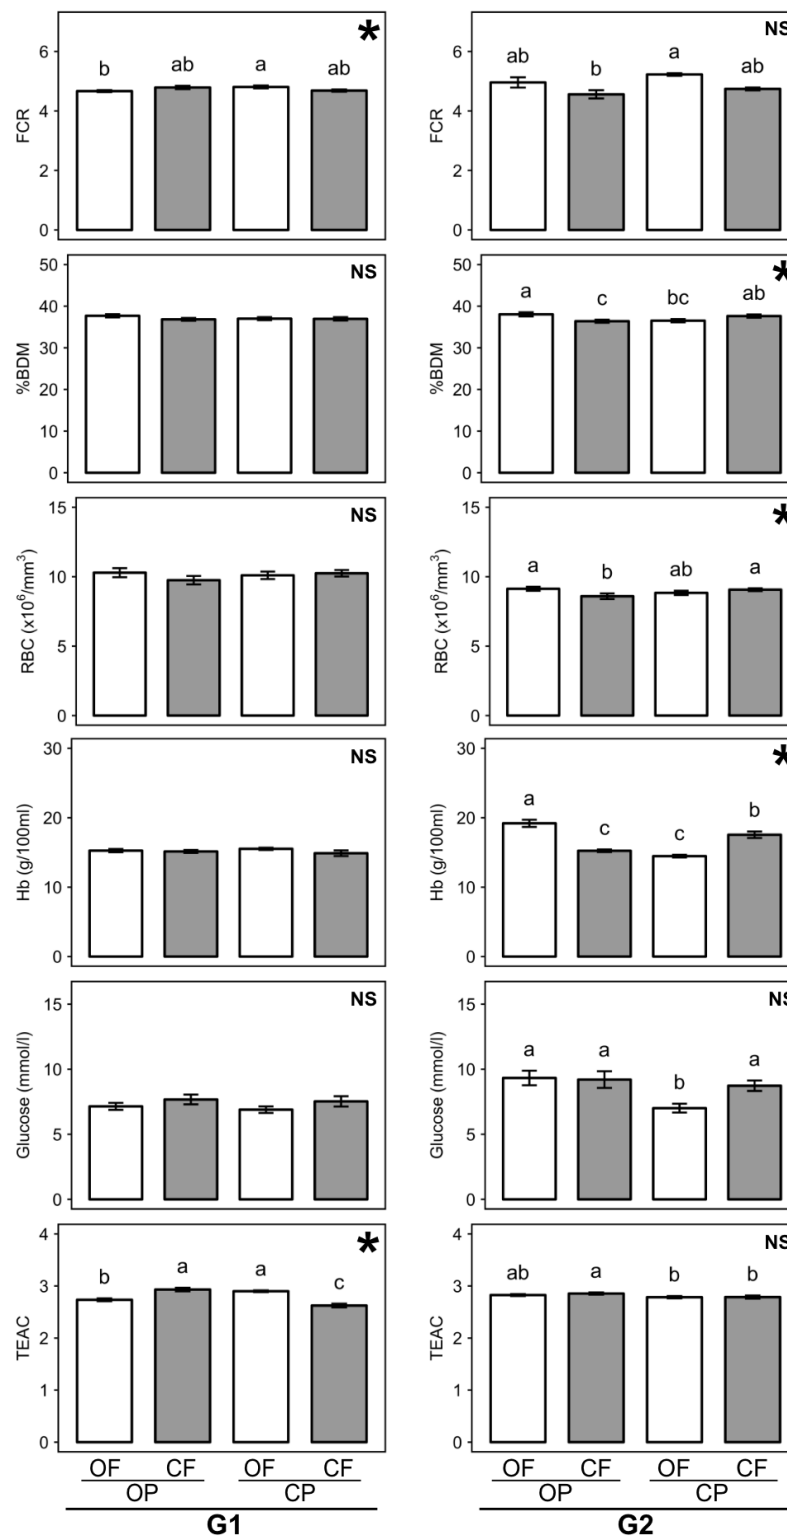 * NS
6 b ab a ab 6 ab b a ab
4 4
FCR FCR
2 2
0 0
50 NS 50 *
40 40 a c bc ab
30 30
%BDM %BDM
20 20
10 10
0 0
15 NS 15 *
10 10 a b ab a
RBC (x10⁶/mm³) RBC (x10⁶/mm³)
5 5
0 0
30 NS 30 *
20 20 a c c b
Hb (g/100ml) Hb (g/100ml)
10 10
0 0
15 NS 15 NS
10 10 a a b a
Glucose (mmol/l) Glucose (mmol/l)
5 5
0 0
4 * 4 NS
3 b a a c 3 ab a b b
2 2
TEAC TEAC
1 1
0 0
OF CF OF CF OF CF OF CF
OP CP OP CP
G1 G2